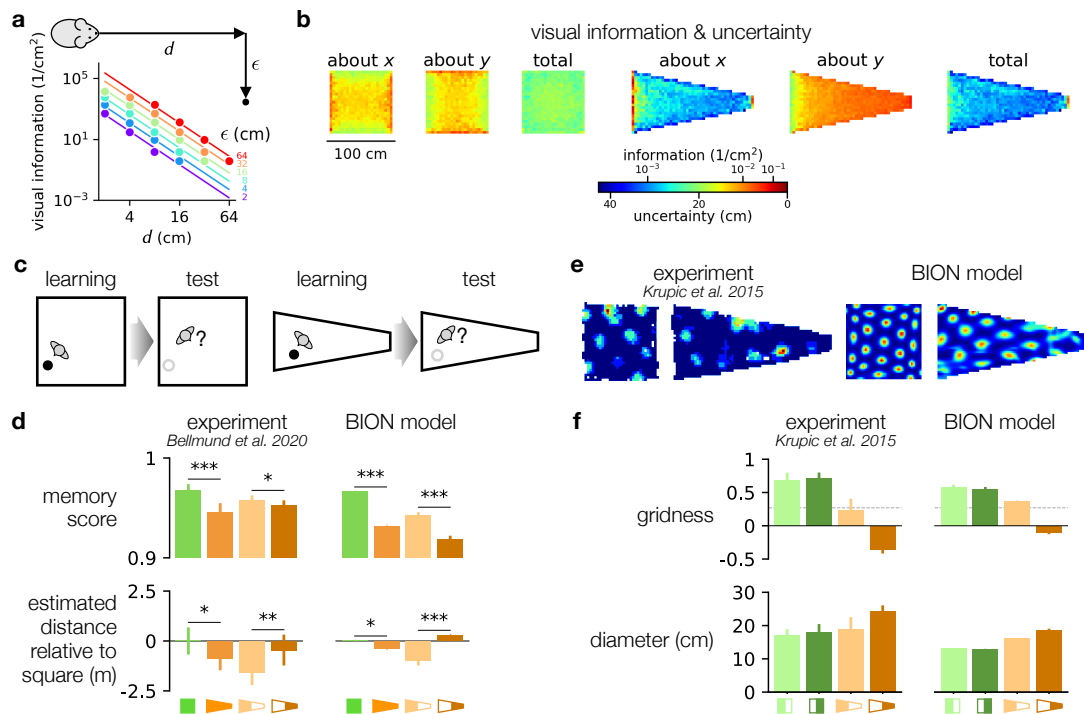 a
d
ϵ
visual information (1/cm²)
10⁵
10¹
10⁻³
ϵ (cm)
64
32
16
8
4
2
4
16
64
d (cm)
b
visual information & uncertainty
about x
about y
total
about x
about y
total
100 cm
information (1/cm²)
10⁻³
10⁻²
10⁻¹
40
20
0
uncertainty (cm)
c
learning
test
learning
test
?
?
d
experiment
Bellmund et al. 2020
BION model
memory
score
1
0.9
***
*
***
***
estimated
distance
relative to
square (m)
2.5
0
-2.5
*
**
*
***
e
experiment
Krupic et al. 2015
BION model
f
experiment
Krupic et al. 2015
BION model
gridness
1
0.5
0
-0.5
diameter (cm)
30
20
10
0